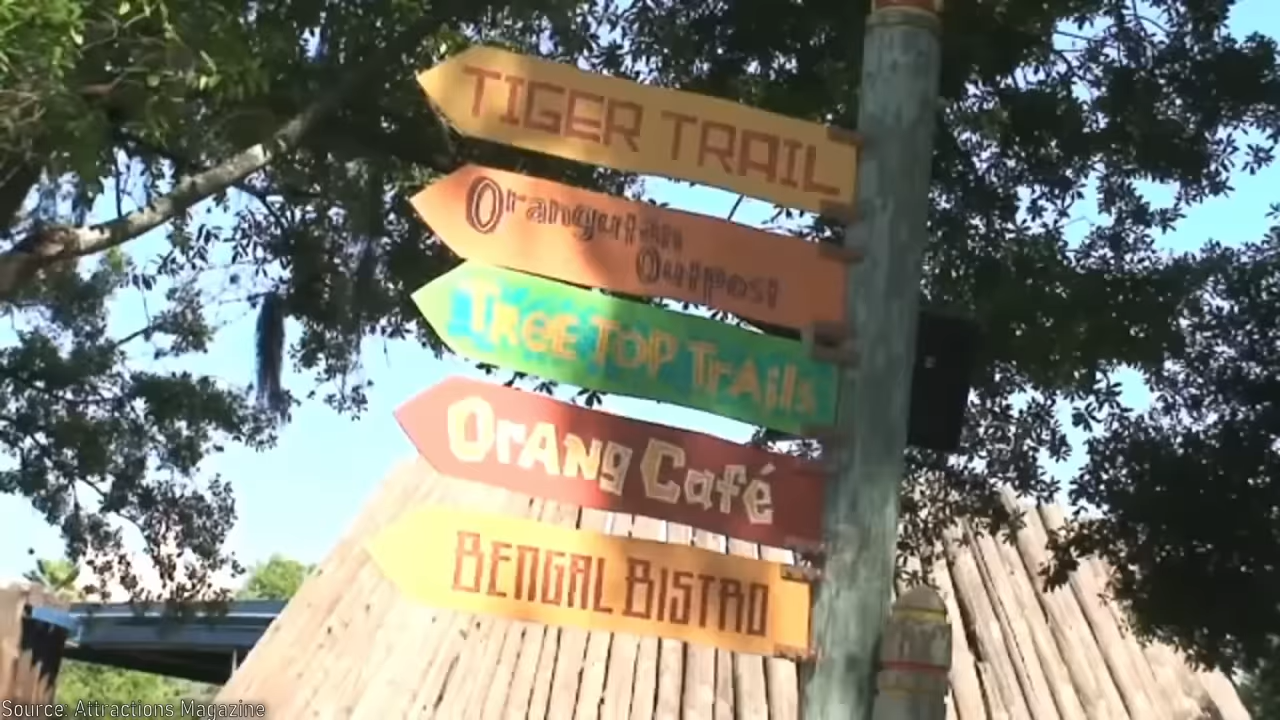 TIGER TRAIL
Orangutan
Outpost
TREE TOP TrAils
OrANg Café
BENGAL BISTRO
Source: Attractions Magazine